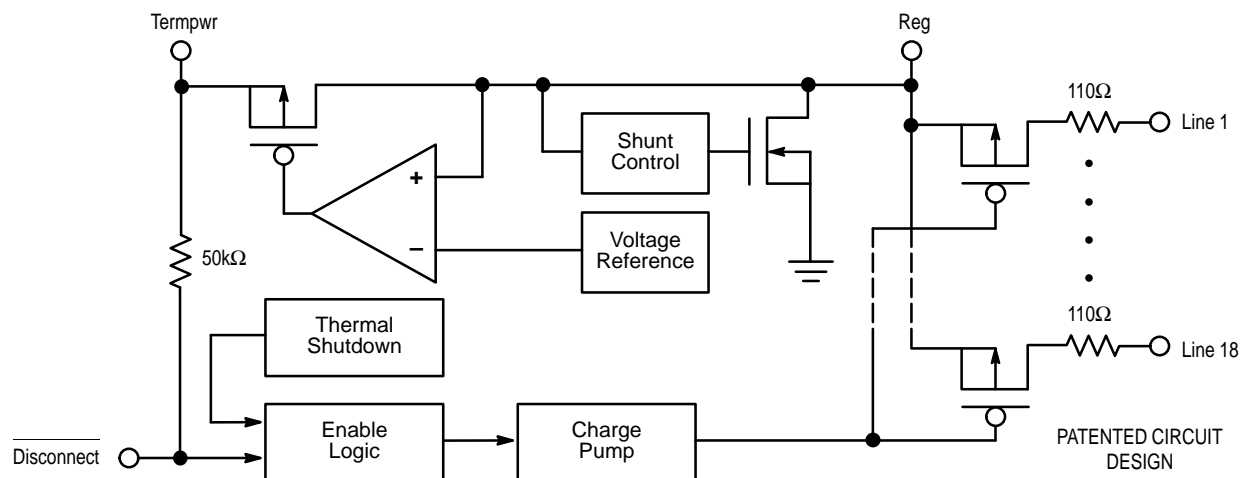 Termpwr
Reg
110Ω
Line 1
Shunt
Control
+
−
Voltage
Reference
50kΩ
Thermal
Shutdown
110Ω
Line 18
Disconnect
Enable
Logic
Charge
Pump
PATENTED CIRCUIT
DESIGN